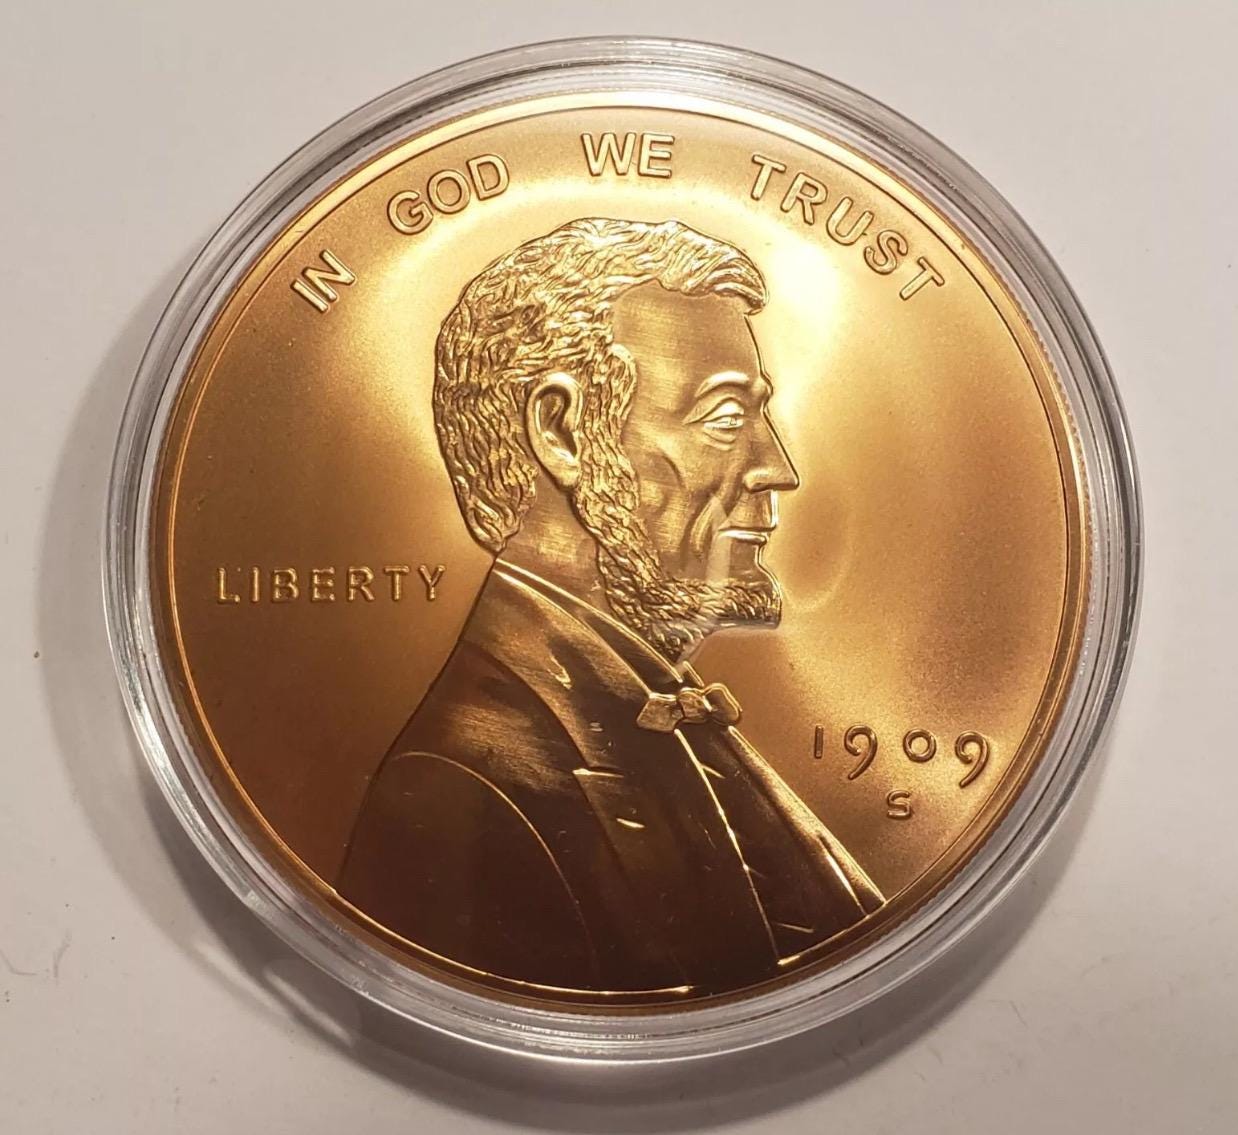 IN GOD WE TRUST
LIBERTY
1909
S